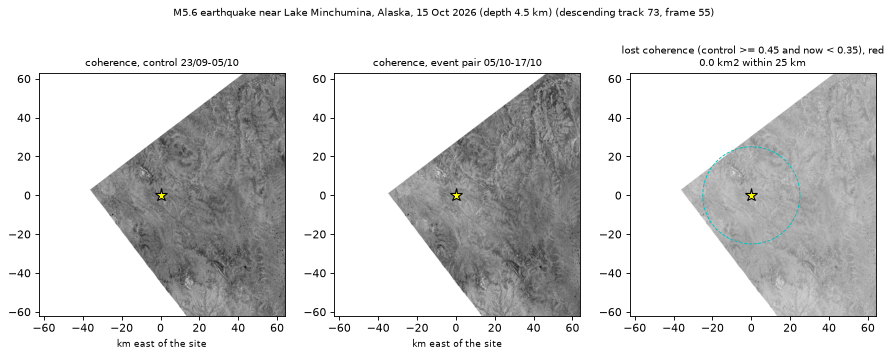 M5.6 earthquake near Lake Minchumina, Alaska, 15 Oct 2026 (depth 4.5 km) (descending track 73, frame 55)
coherence, control 23/09-05/10
coherence, event pair 05/10-17/10
lost coherence (control >= 0.45 and now < 0.35), red
0.0 km2 within 25 km
60
40
20
0
−20
−40
−60
−60 −40 −20 0 20 40 60
km east of the site
60
40
20
0
−20
−40
−60
−60 −40 −20 0 20 40 60
km east of the site
60
40
20
0
−20
−40
−60
−60 −40 −20 0 20 40 60